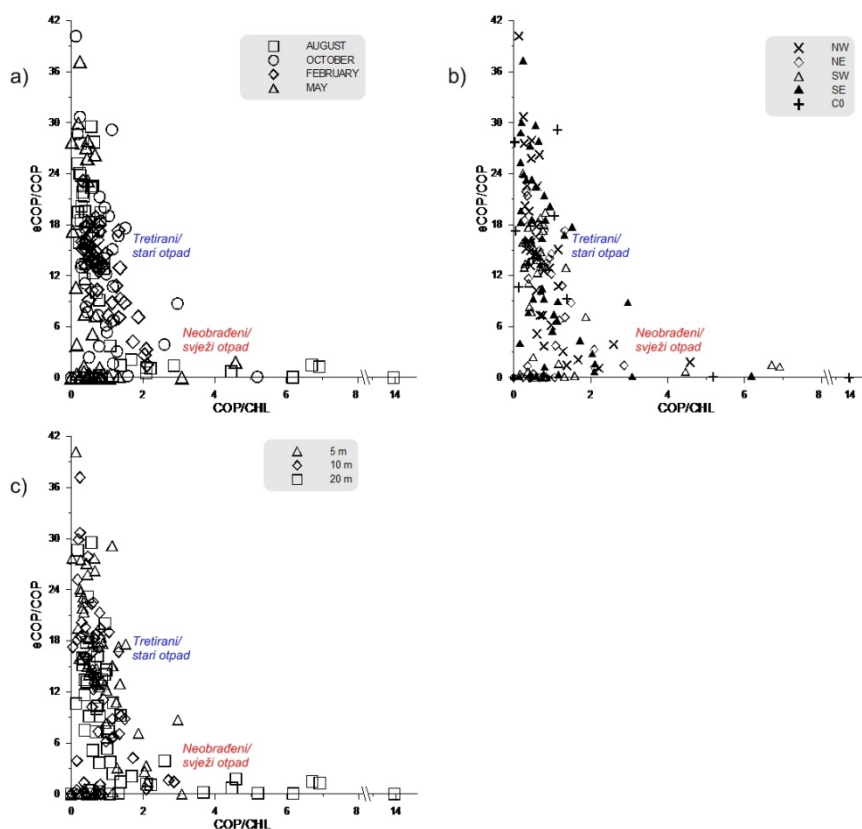 a)
eCOP/COP
42
36
30
24
18
12
6
0
0 2 4 6 8 14
COP/CHL
AUGUST
OCTOBER
FEBRUARY
MAY
Tretirani/
stari otpad
Neobrađeni/
svježi otpad
b)
eCOP/COP
42
36
30
24
18
12
6
0
0 2 4 6 8 14
COP/CHL
NW
NE
SW
SE
C0
Tretirani/
stari otpad
Neobrađeni/
svježi otpad
c)
eCOP/COP
42
36
30
24
18
12
6
0
0 2 4 6 8 14
COP/CHL
5 m
10 m
20 m
Tretirani/
stari otpad
Neobrađeni/
svježi otpad